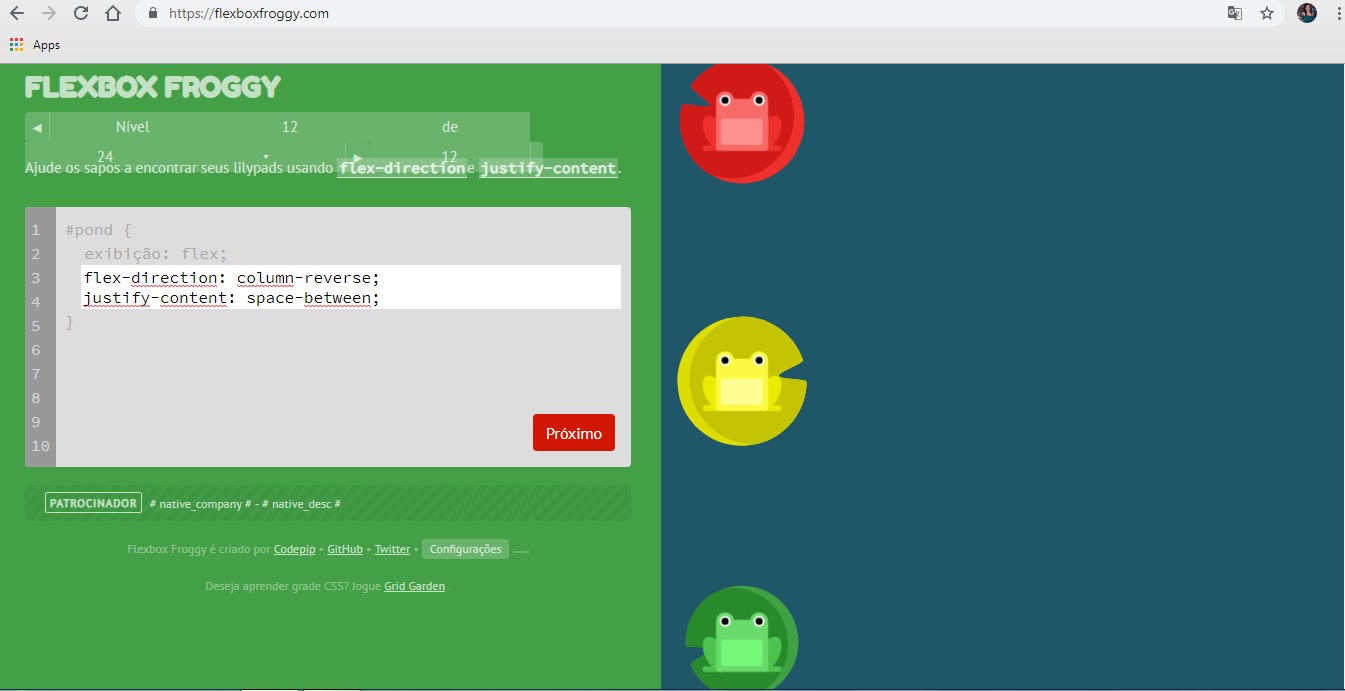 https://flexboxfroggy.com
Apps
FLEXBOX FROGGY
◀ Nível 12 de
24 ▾ ▶ 12
Ajude os sapos a encontrar seus lilypads usando flex-direction e justify-content.
1 #pond {
2 exibição: flex;
3 flex-direction: column-reverse;
4 justify-content: space-between;
5 }
6
7
8
9
10
Próximo
PATROCINADOR # native_company # - # native_desc #
Flexbox Froggy é criado por Codepip • GitHub • Twitter • Configurações
Deseja aprender grade CSS? Jogue Grid Garden .